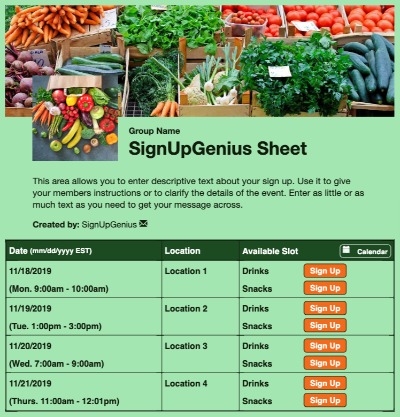 Group Name
SignUpGenius Sheet
This area allows you to enter descriptive text about your sign up. Use it to give
your members instructions or to clarify the details of the event. Enter as little or as
much text as you need to get your message across.
Created by: SignUpGenius
Date (mm/dd/yyyy EST) Location Available Slot Calendar
11/18/2019 Location 1 Drinks Sign Up
(Mon. 9:00am - 10:00am) Snacks Sign Up
11/19/2019 Location 2 Drinks Sign Up
(Tue. 1:00pm - 3:00pm) Snacks Sign Up
11/20/2019 Location 3 Drinks Sign Up
(Wed. 7:00am - 9:00am) Snacks Sign Up
11/21/2019 Location 4 Drinks Sign Up
(Thurs. 11:00am - 12:01pm) Snacks Sign Up